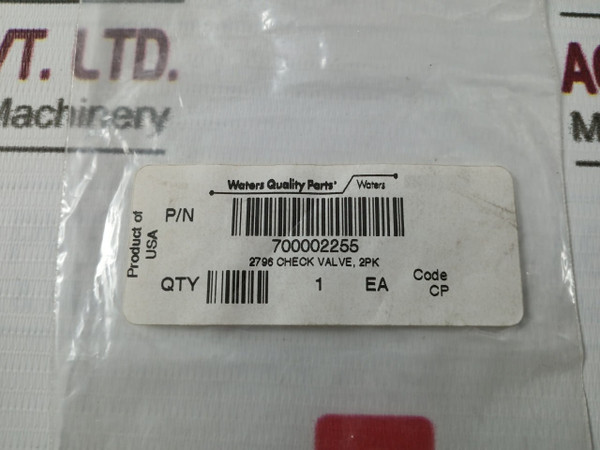 VT. LTD.
Machinery
AC
M
Waters Quality Parts
Waters
Product of
USA
P/N
700002255
2796 CHECK VALVE, 2PK
QTY 1 EA
Code
CP